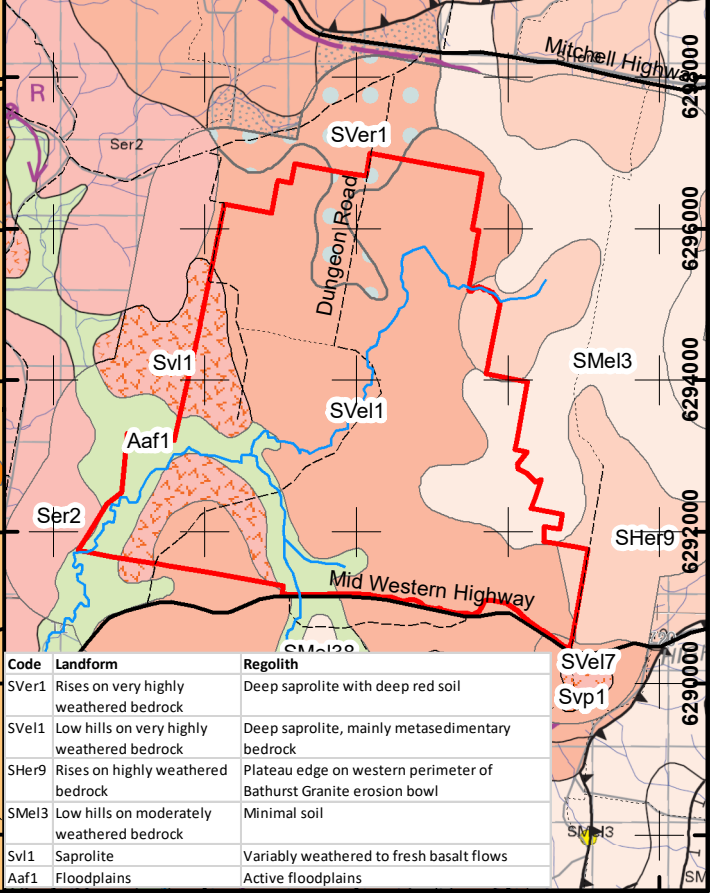 Mitchell Highway
6298000
R
Ser2
SVer1
6296000
Dungeon Road
Svl1
SMel3
6294000
SVel1
Aaf1
Ser2
6292000
SHer9
Mid Western Highway
SMel38
SVel7
6290000
Svp1
Code Landform Regolith
SVer1 Rises on very highly Deep saprolite with deep red soil
weathered bedrock
SVel1 Low hills on very highly Deep saprolite, mainly metasedimentary
weathered bedrock bedrock
SHer9 Rises on highly weathered Plateau edge on western perimeter of
bedrock Bathurst Granite erosion bowl
SMel3 Low hills on moderately Minimal soil
weathered bedrock
Svl1 Saprolite Variably weathered to fresh basalt flows
Aaf1 Floodplains Active floodplains
SMel3
SM